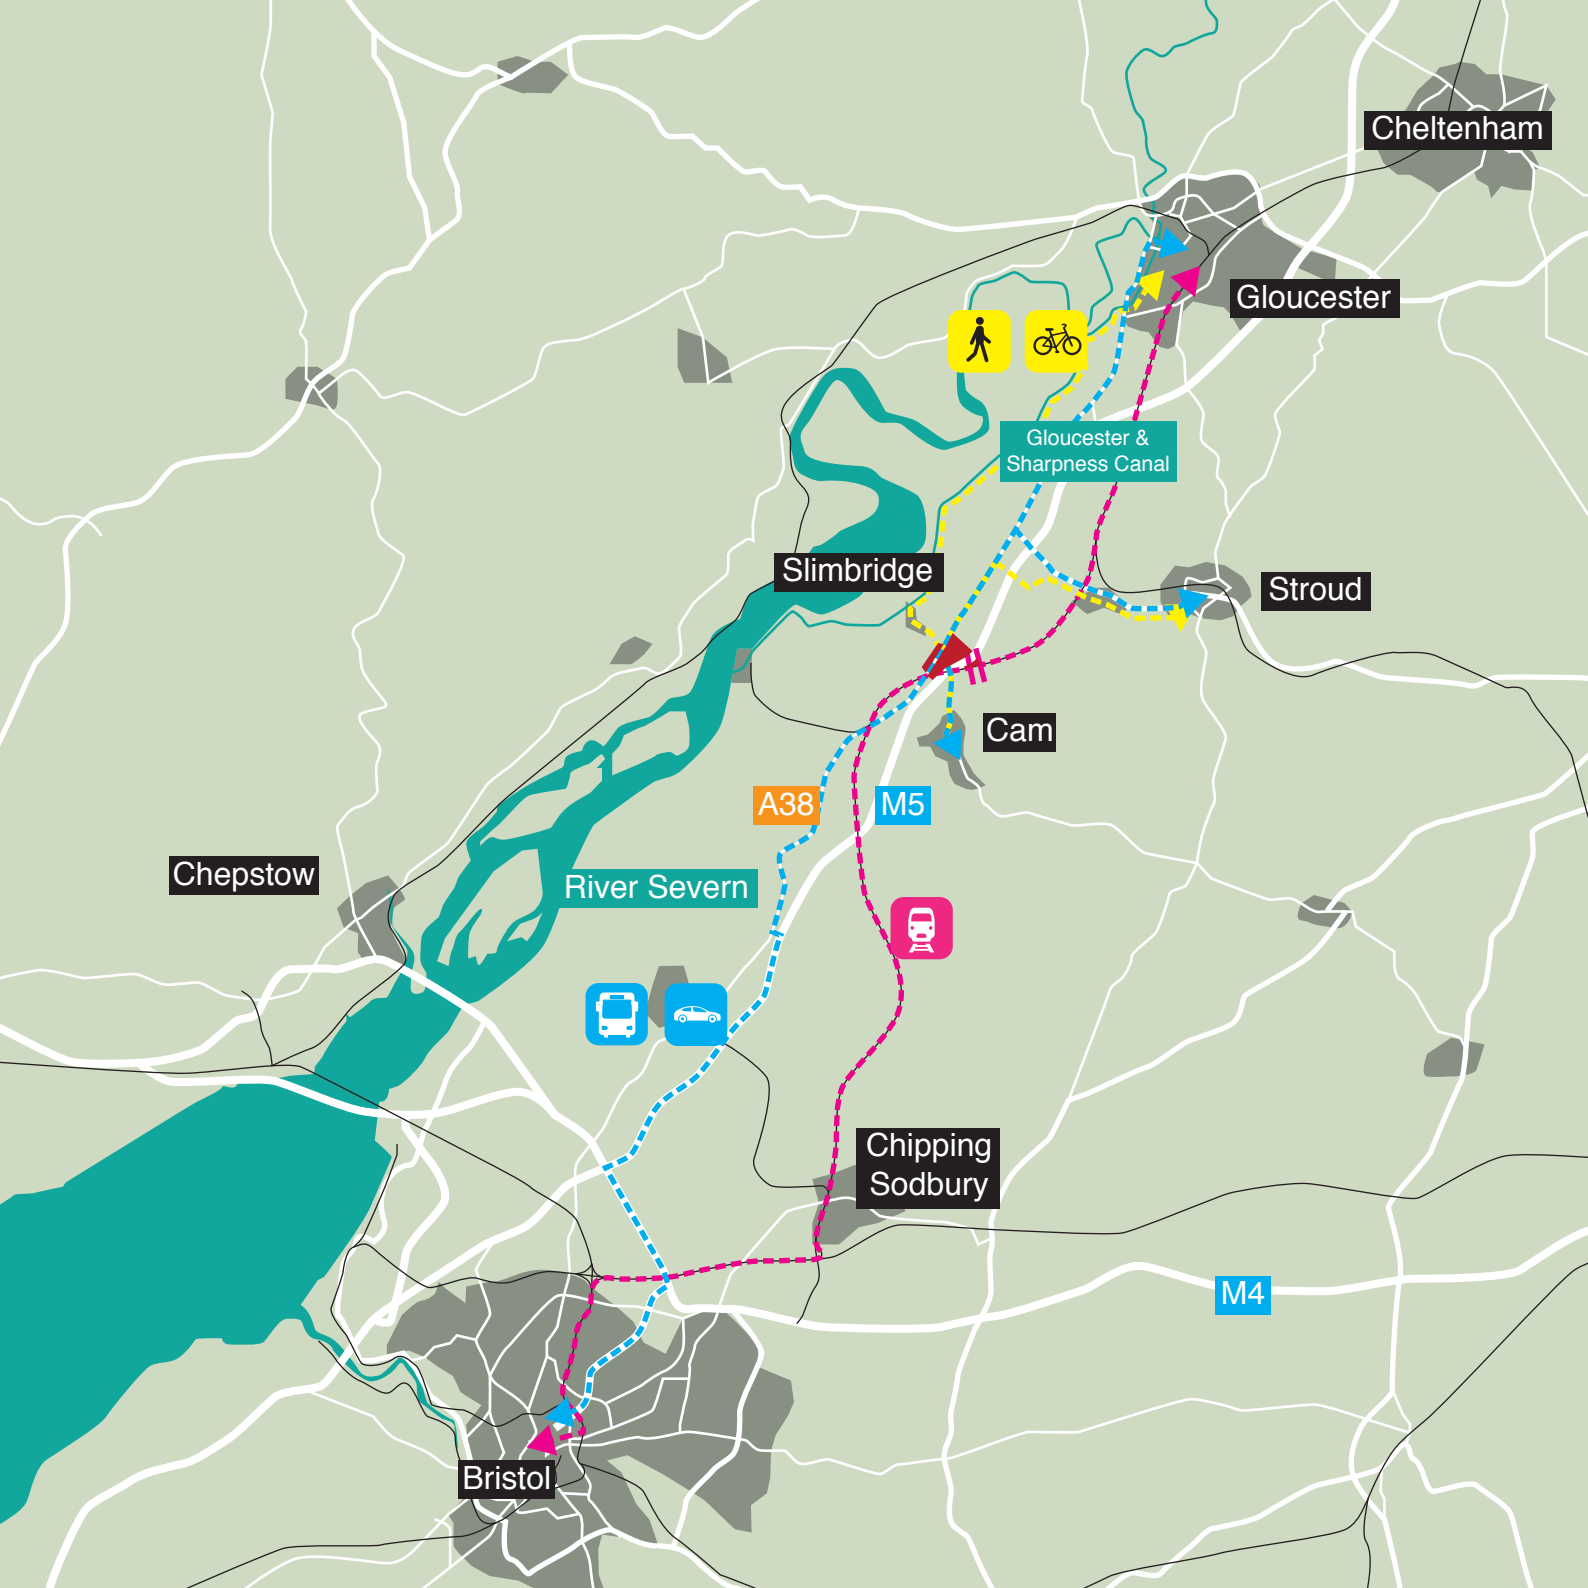 Cheltenham
Gloucester
Gloucester &
Sharpness Canal
Slimbridge
Stroud
Cam
A38
M5
Chepstow
River Severn
Chipping
Sodbury
M4
Bristol